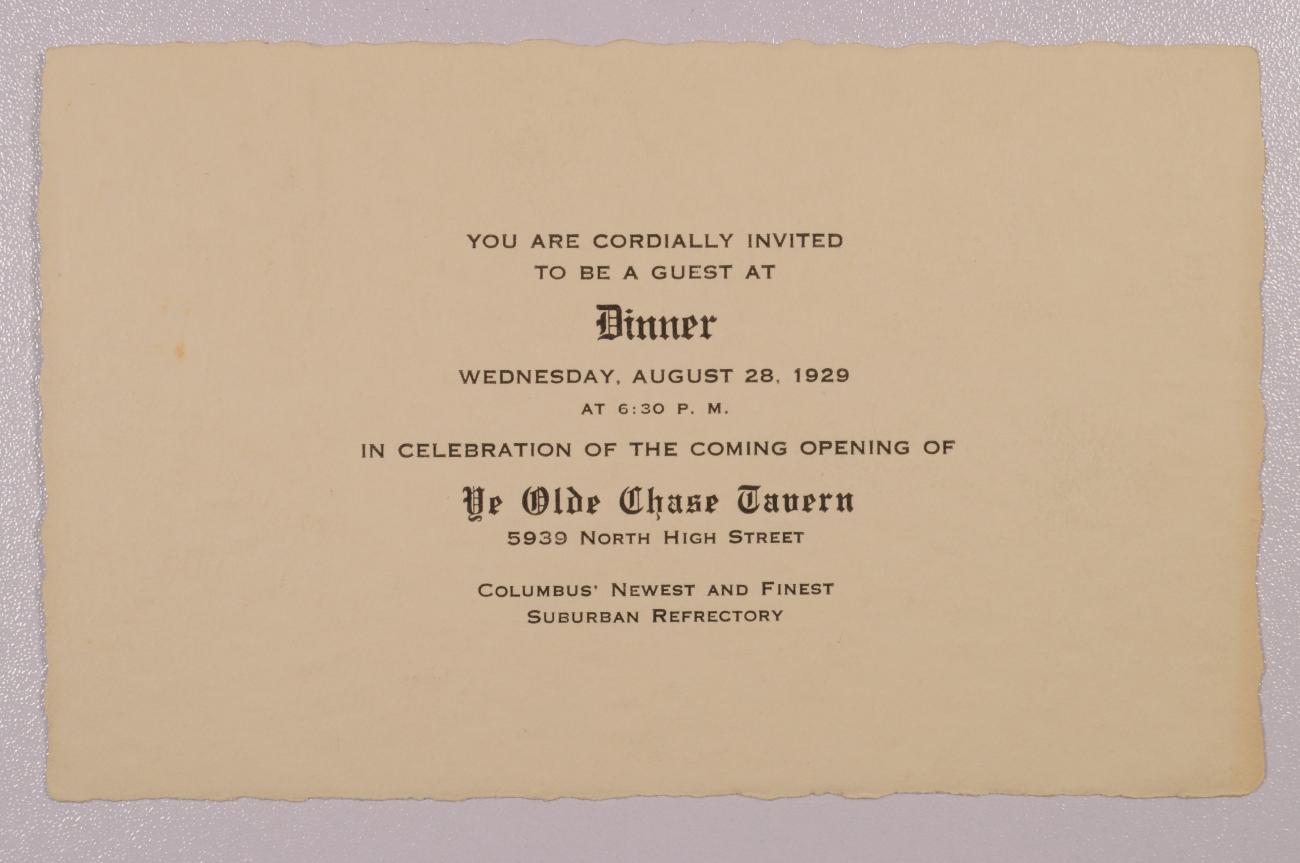 YOU ARE CORDIALLY INVITED
TO BE A GUEST AT
Dinner
WEDNESDAY, AUGUST 28, 1929
AT 6:30 P. M.
IN CELEBRATION OF THE COMING OPENING OF
Ye Olde Chase Tavern
5939 NORTH HIGH STREET
COLUMBUS' NEWEST AND FINEST
SUBURBAN REFRECTORY